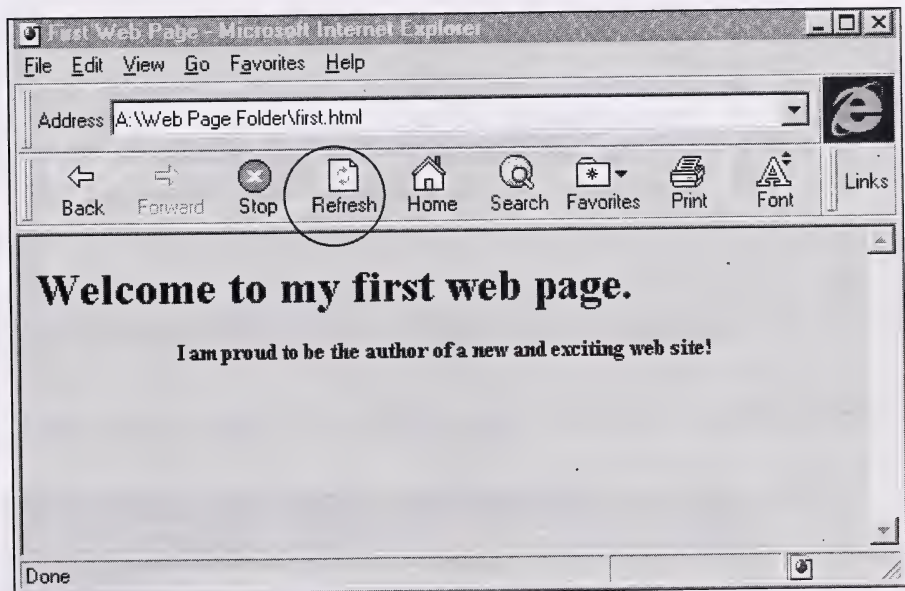 First Web Page - Microsoft Internet Explorer
File Edit View Go Favorites Help
Address A:\Web Page Folder\first.html
Back Forward Stop Refresh Home Search Favorites Print Font Links
Welcome to my first web page.
I am proud to be the author of a new and exciting web site!
Done